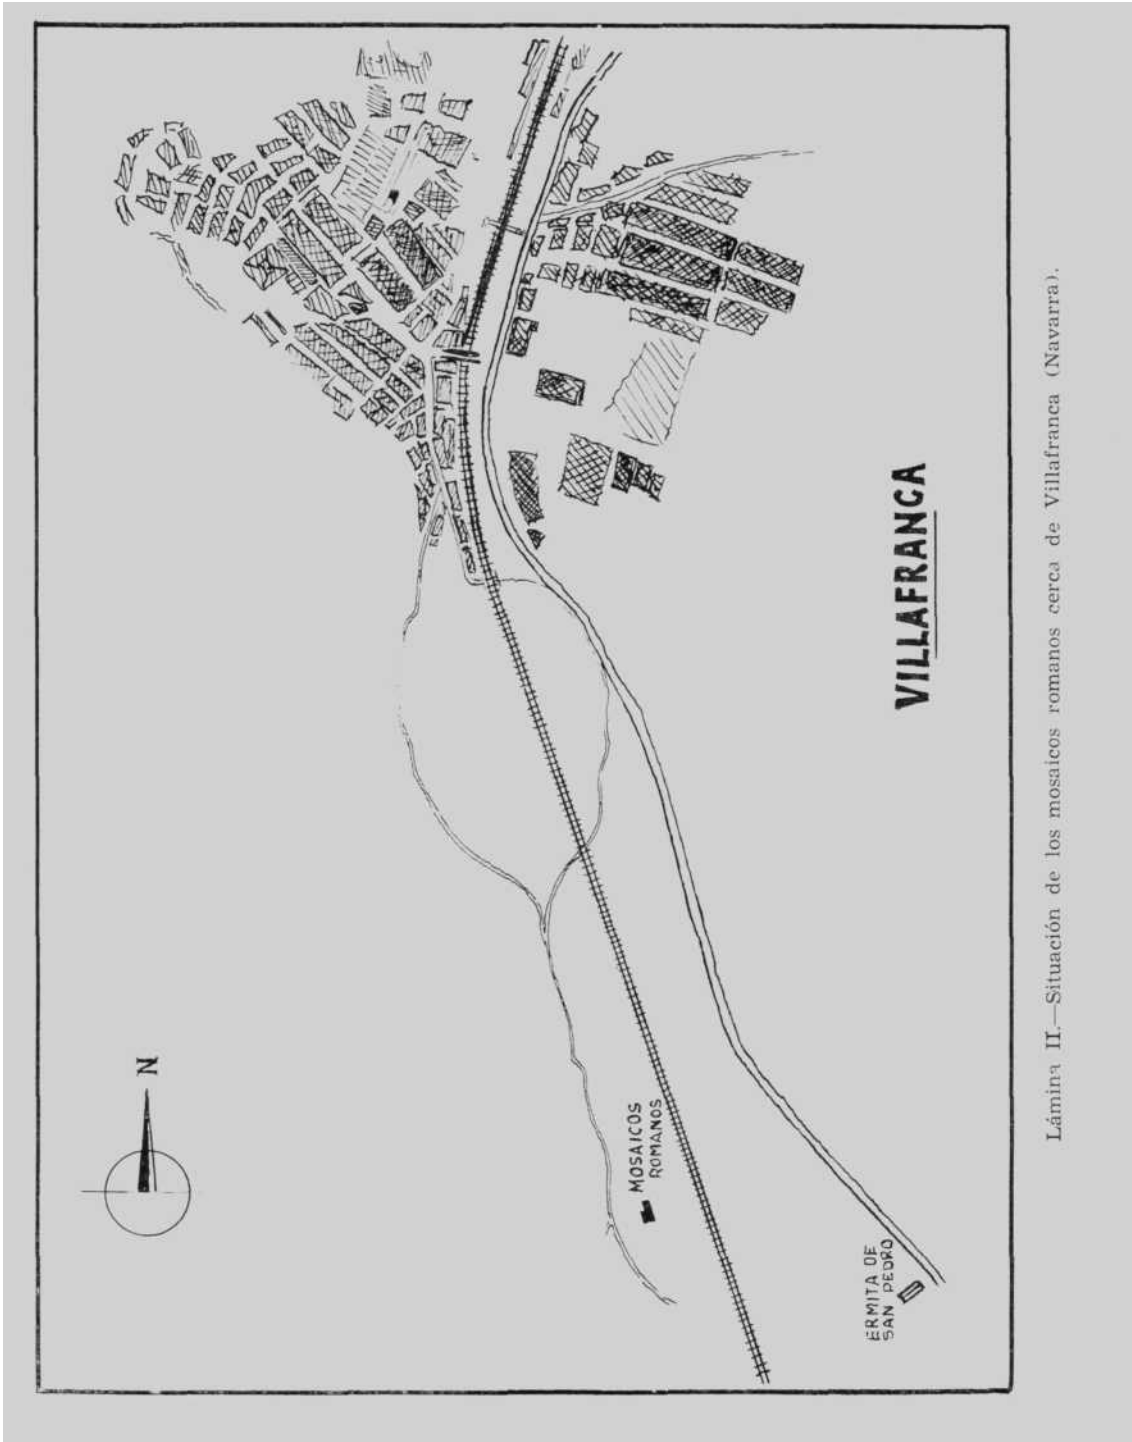 N
MOSAICOS
ROMANOS
ERMITA DE
SAN PEDRO
VILLAFRANCA
Lámina II.—Situación de los mosaicos romanos cerca de Villafranca (Navarra).